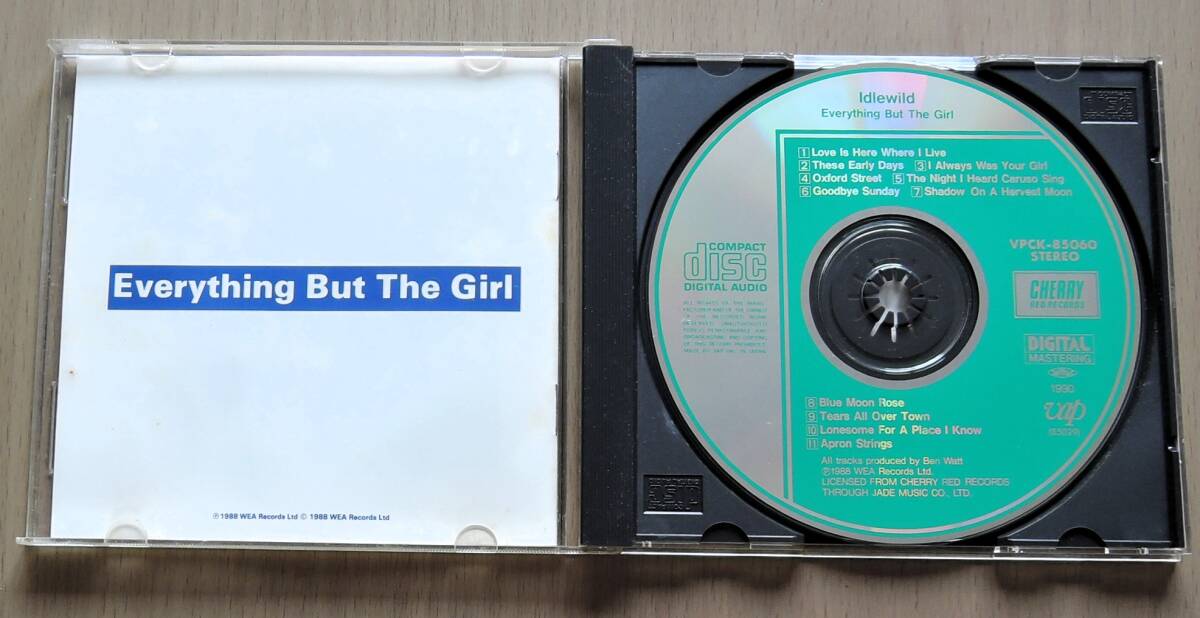 Everything But The Girl
℗1988 WEA Records Ltd © 1988 WEA Records Ltd
Idlewild
Everything But The Girl
1 Love Is Here Where I Live
2 These Early Days 3 I Always Was Your Girl
4 Oxford Street 5 The Night I Heard Caruso Sing
6 Goodbye Sunday 7 Shadow On A Harvest Moon
COMPACT
disc
DIGITAL AUDIO
VPCK-85060
STEREO
CHERRY
RED RECORDS
DIGITAL
MASTERING
1990
vap
8 Blue Moon Rose
9 Tears All Over Town
10 Lonesome For A Place I Know
11 Apron Strings
All tracks produced by Ben Watt
℗1988 WEA Records Ltd.
LICENSED FROM CHERRY RED RECORDS
THROUGH JADE MUSIC CO., LTD.